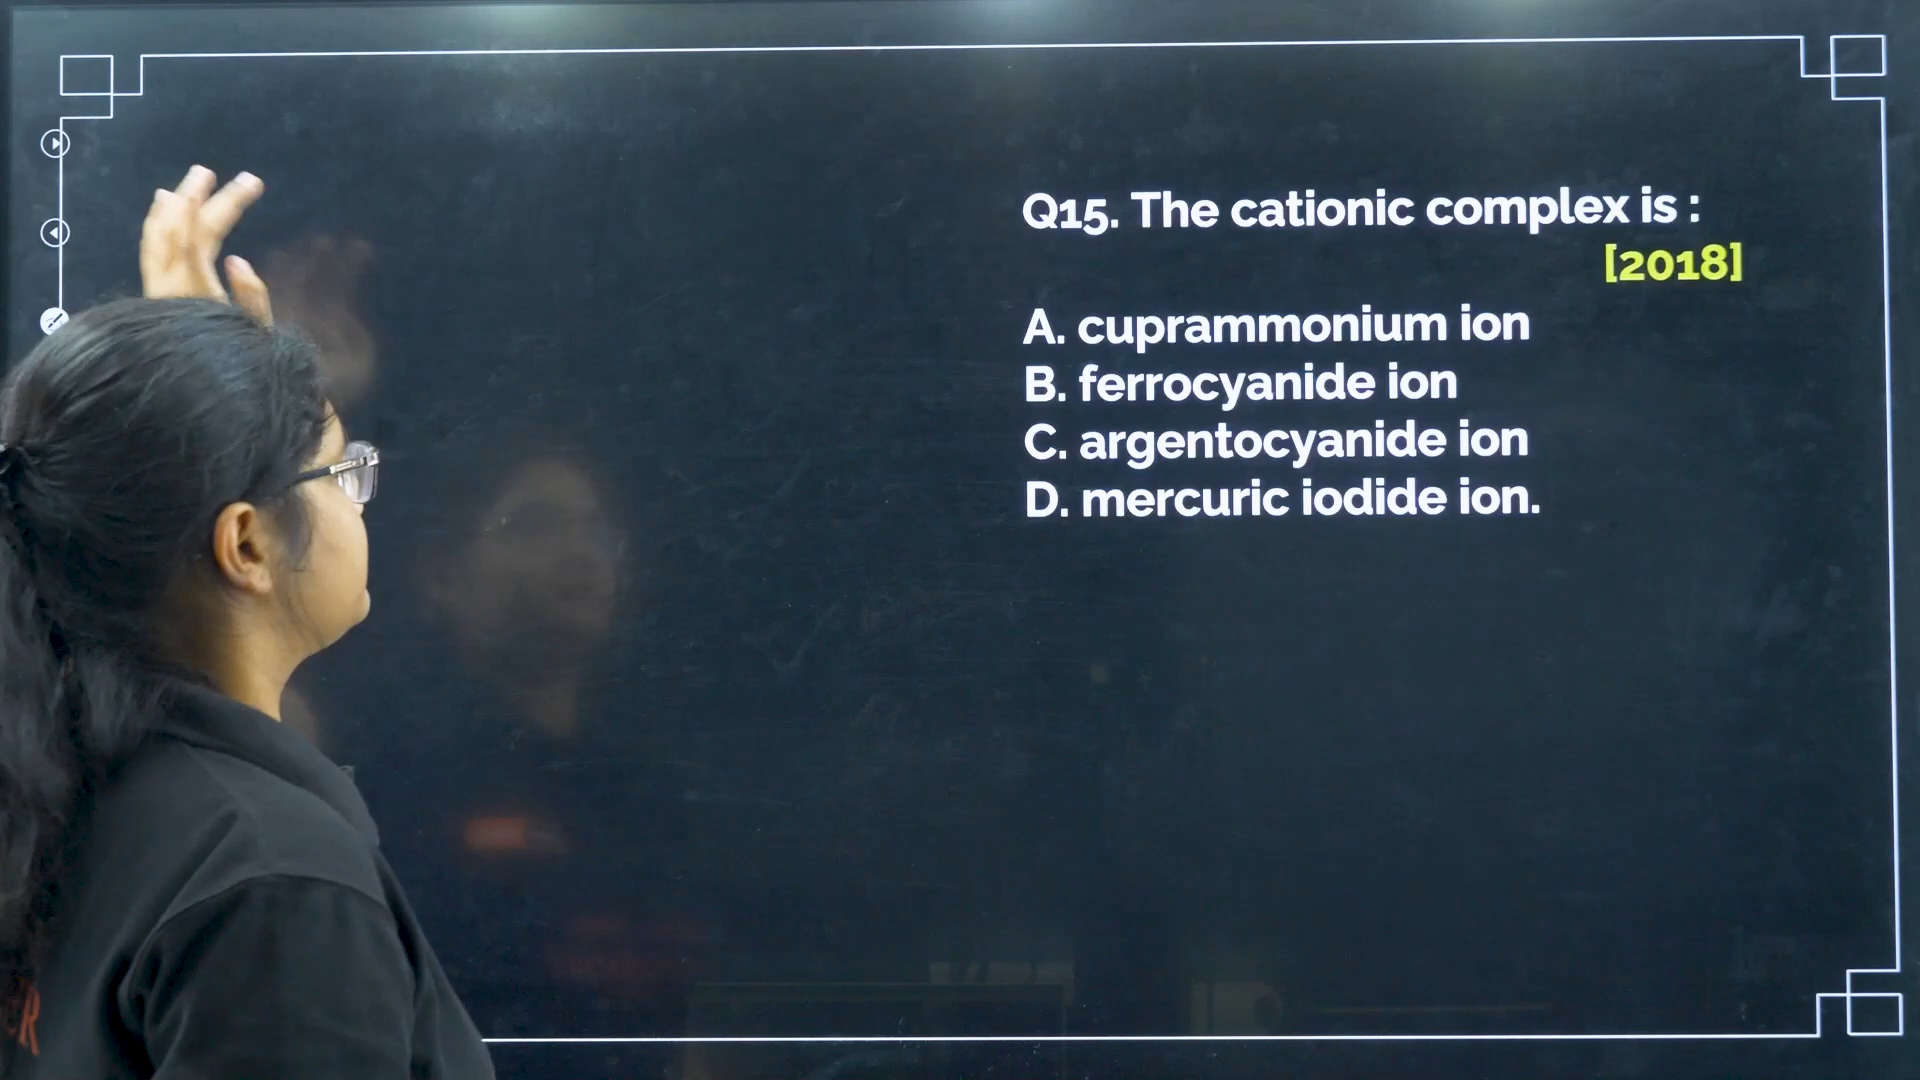 Q15. The cationic complex is :
[2018]
A. cuprammonium ion
B. ferrocyanide ion
C. argentocyanide ion
D. mercuric iodide ion.